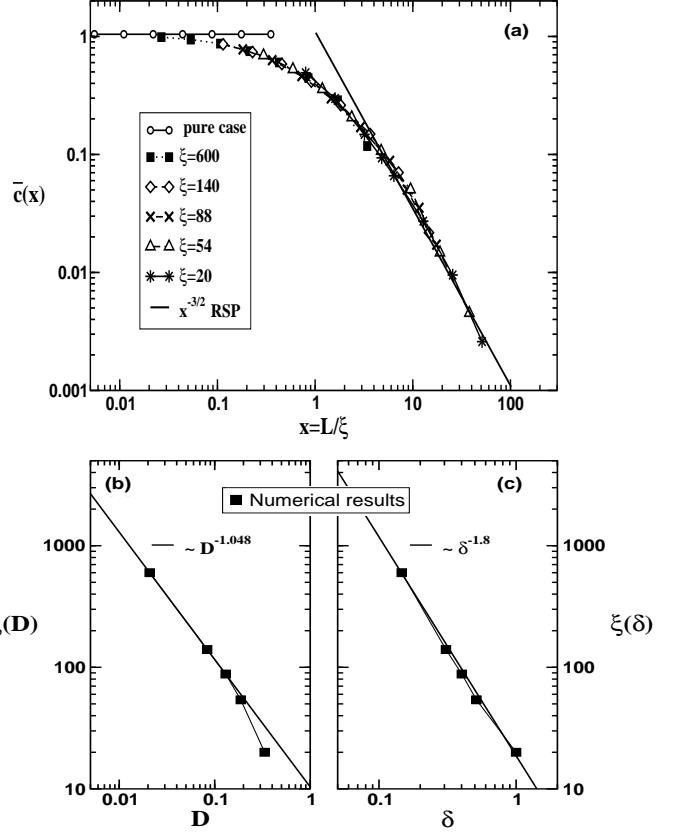 (a)
1
0.1
0.01
0.001
c̄(x)
pure case
ξ=600
ξ=140
ξ=88
ξ=54
ξ=20
x^-3/2 RSP
0.01 0.1 1 10 100
x=L/ξ
(b) (c)
Numerical results
~ D^-1.048
~ δ^-1.8
1000 1000
(D) ξ(δ)
100 100
10 10
0.01 0.1 1
0.1 1
D δ